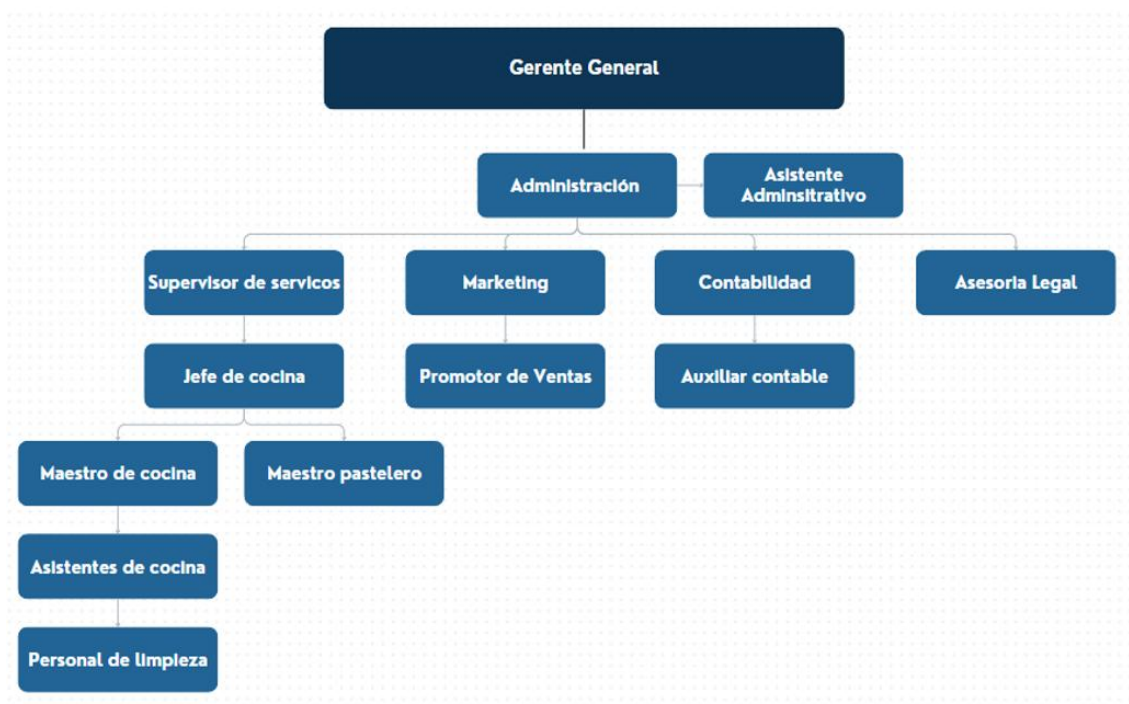 Gerente General
Administración
Asistente
Adminsitrativo
Supervisor de servicos
Marketing
Contabilidad
Asesoria Legal
Jefe de cocina
Promotor de Ventas
Auxiliar contable
Maestro de cocina
Maestro pastelero
Asistentes de cocina
Personal de limpieza